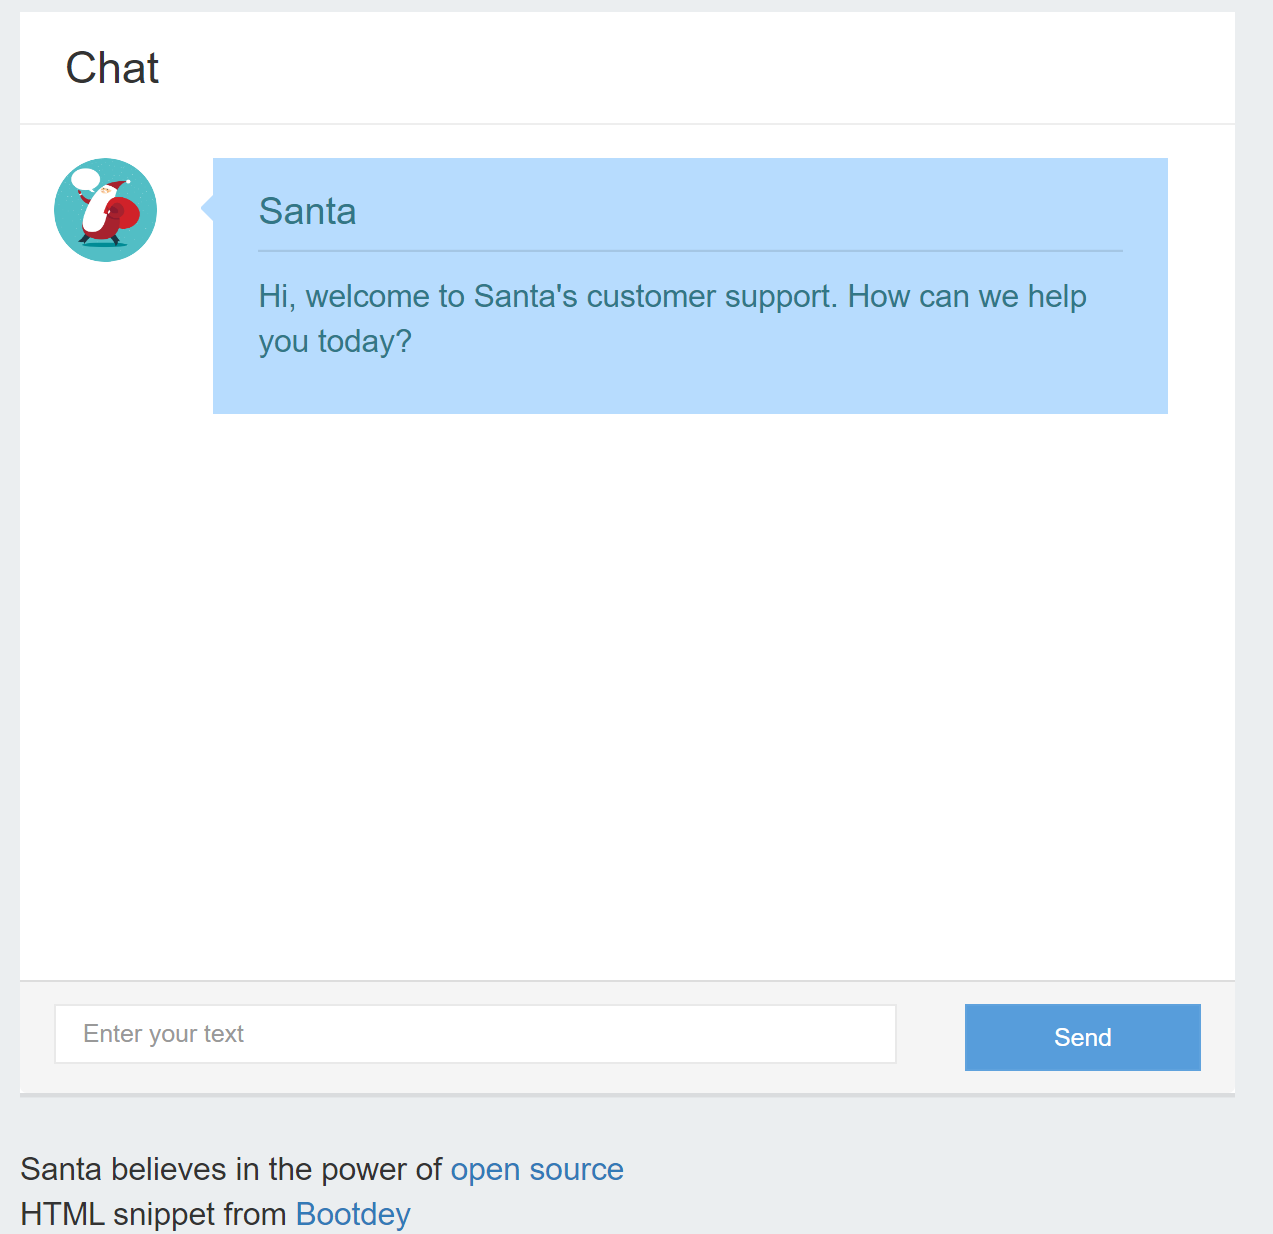 Chat
Santa
Hi, welcome to Santa's customer support. How can we help
you today?
Enter your text
Send
Santa believes in the power of open source
HTML snippet from Bootdey